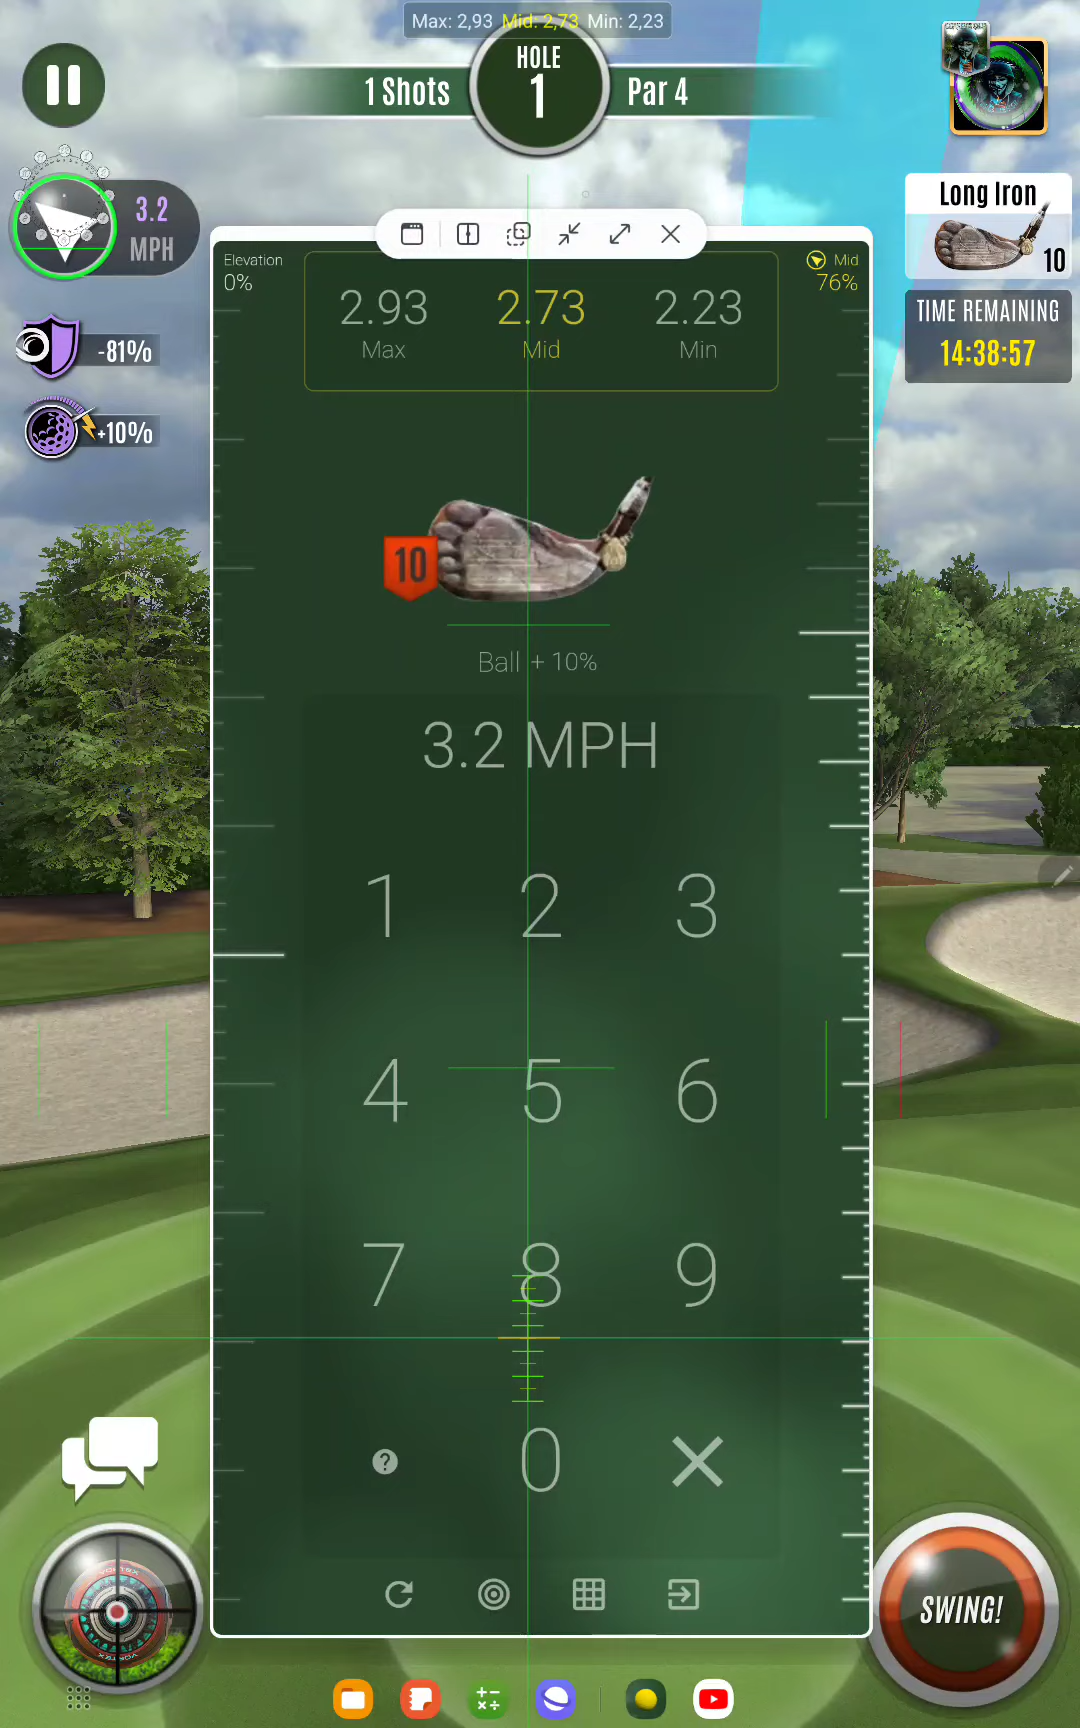 Max: 2,93 Mid: 2,73 Min: 2,23
HOLE
1
1 Shots
Par 4
3.2
MPH
-81%
+10%
Long Iron
10
TIME REMAINING
14:38:57
Elevation
0%
Mid
76%
2.93 2.73 2.23
Max Mid Min
10
Ball + 10%
3.2 MPH
1 2 3
4 5 6
7 8 9
? 0
SWING!